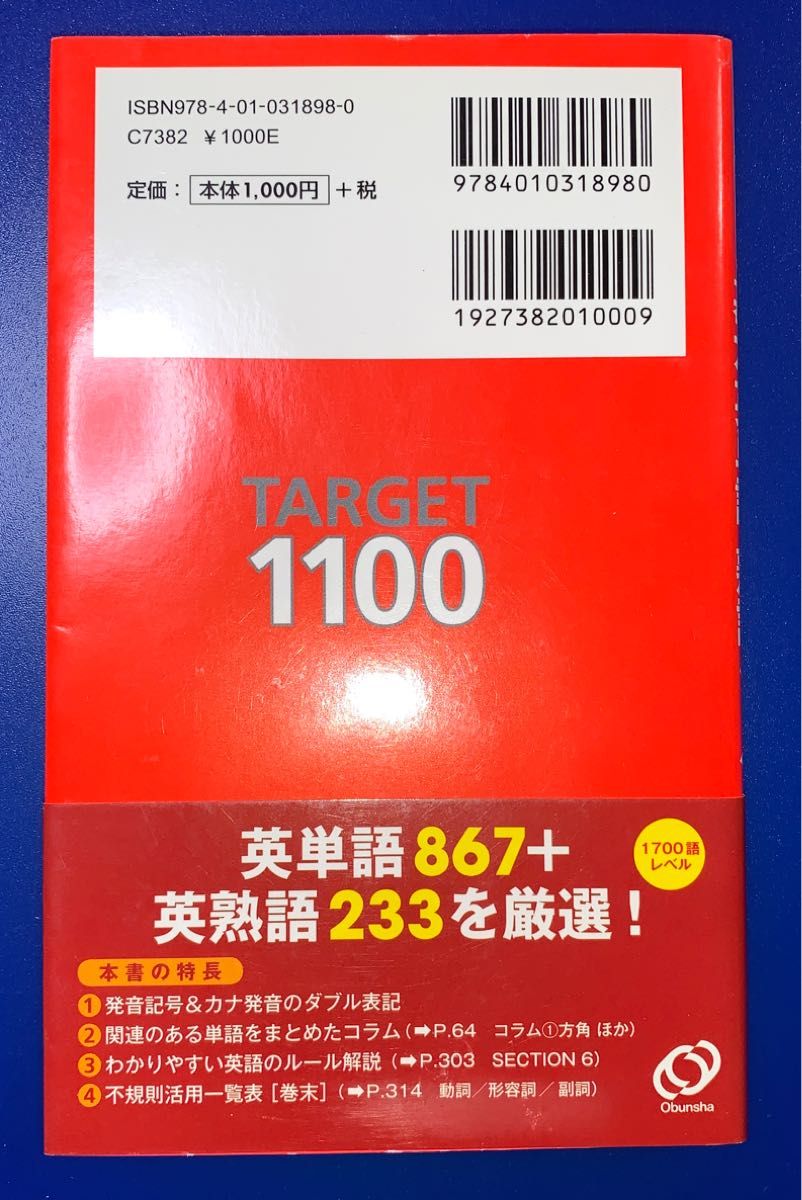 ISBN978-4-01-031898-0
C7382 ¥1000E
定価： 本体1,000円 +税
9784010318980
1927382010009
TARGET
1100
英単語867+
英熟語233を厳選！
1700語
レベル
本書の特長
1 発音記号＆カナ発音のダブル表記
2 関連のある単語をまとめたコラム（➡P.64 コラム①方角 ほか）
3 わかりやすい英語のルール解説（➡P.303 SECTION 6）
4 不規則活用一覧表［巻末］（➡P.314 動詞／形容詞／副詞）
Obunsha